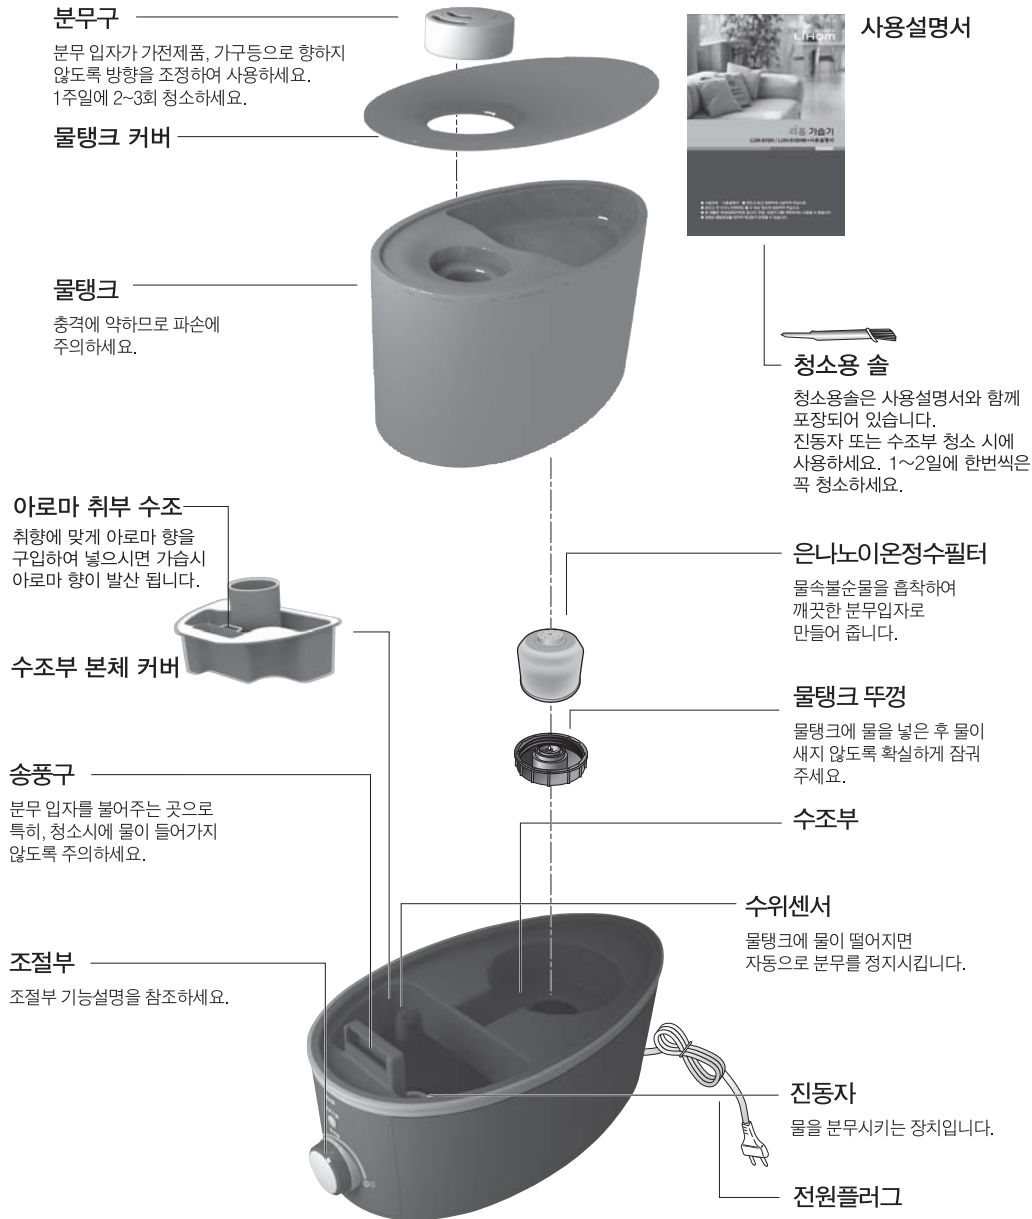 분무구
분무 입자가 가전제품, 가구등으로 향하지
않도록 방향을 조정하여 사용하세요.
1주일에 2~3회 청소하세요.
물탱크 커버
물탱크
충격에 약하므로 파손에
주의하세요.
아로마 취부 수조
취향에 맞게 아로마 향을
구입하여 넣으시면 가습시
아로마 향이 발산 됩니다.
수조부 본체 커버
송풍구
분무 입자를 불어주는 곳으로
특히, 청소시에 물이 들어가지
않도록 주의하세요.
조절부
조절부 기능설명을 참조하세요.
사용설명서
LIHOM
리홈 가습기
청소용 솔
청소용솔은 사용설명서와 함께
포장되어 있습니다.
진동자 또는 수조부 청소 시에
사용하세요. 1~2일에 한번씩은
꼭 청소하세요.
은나노이온정수필터
물속불순물을 흡착하여
깨끗한 분무입자로
만들어 줍니다.
물탱크 뚜껑
물탱크에 물을 넣은 후 물이
새지 않도록 확실하게 잠궈
주세요.
수조부
수위센서
물탱크에 물이 떨어지면
자동으로 분무를 정지시킵니다.
진동자
물을 분무시키는 장치입니다.
전원플러그